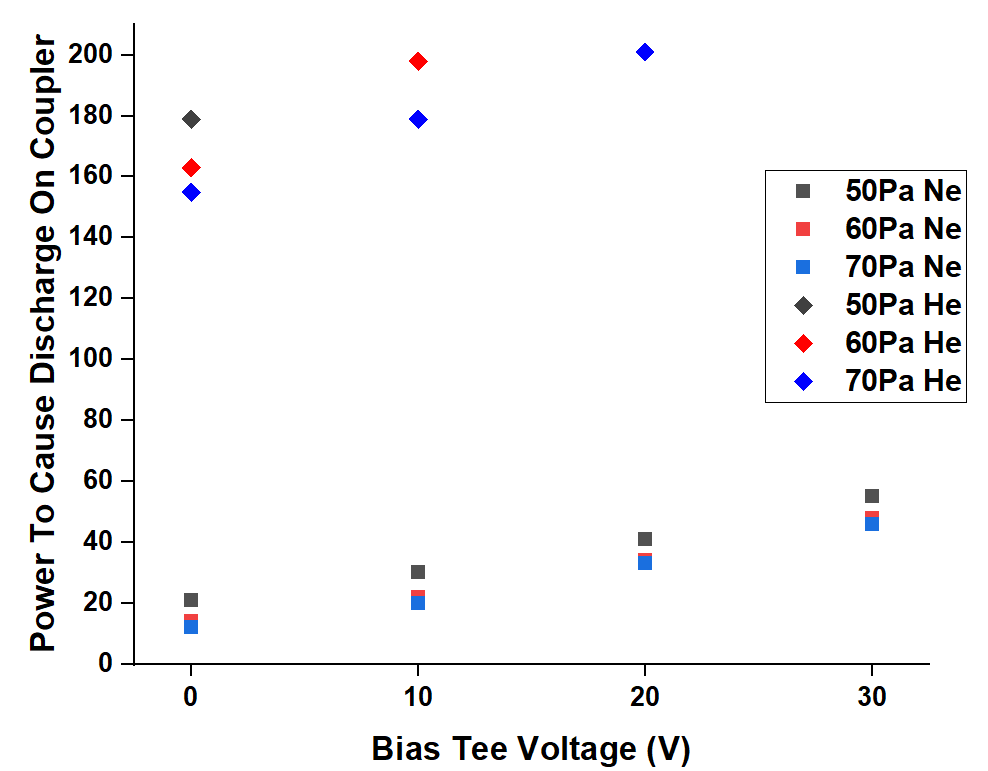 Power To Cause Discharge On Coupler
200
180
160
140
120
100
80
60
40
20
0
0 10 20 30
Bias Tee Voltage (V)
50Pa Ne
60Pa Ne
70Pa Ne
50Pa He
60Pa He
70Pa He